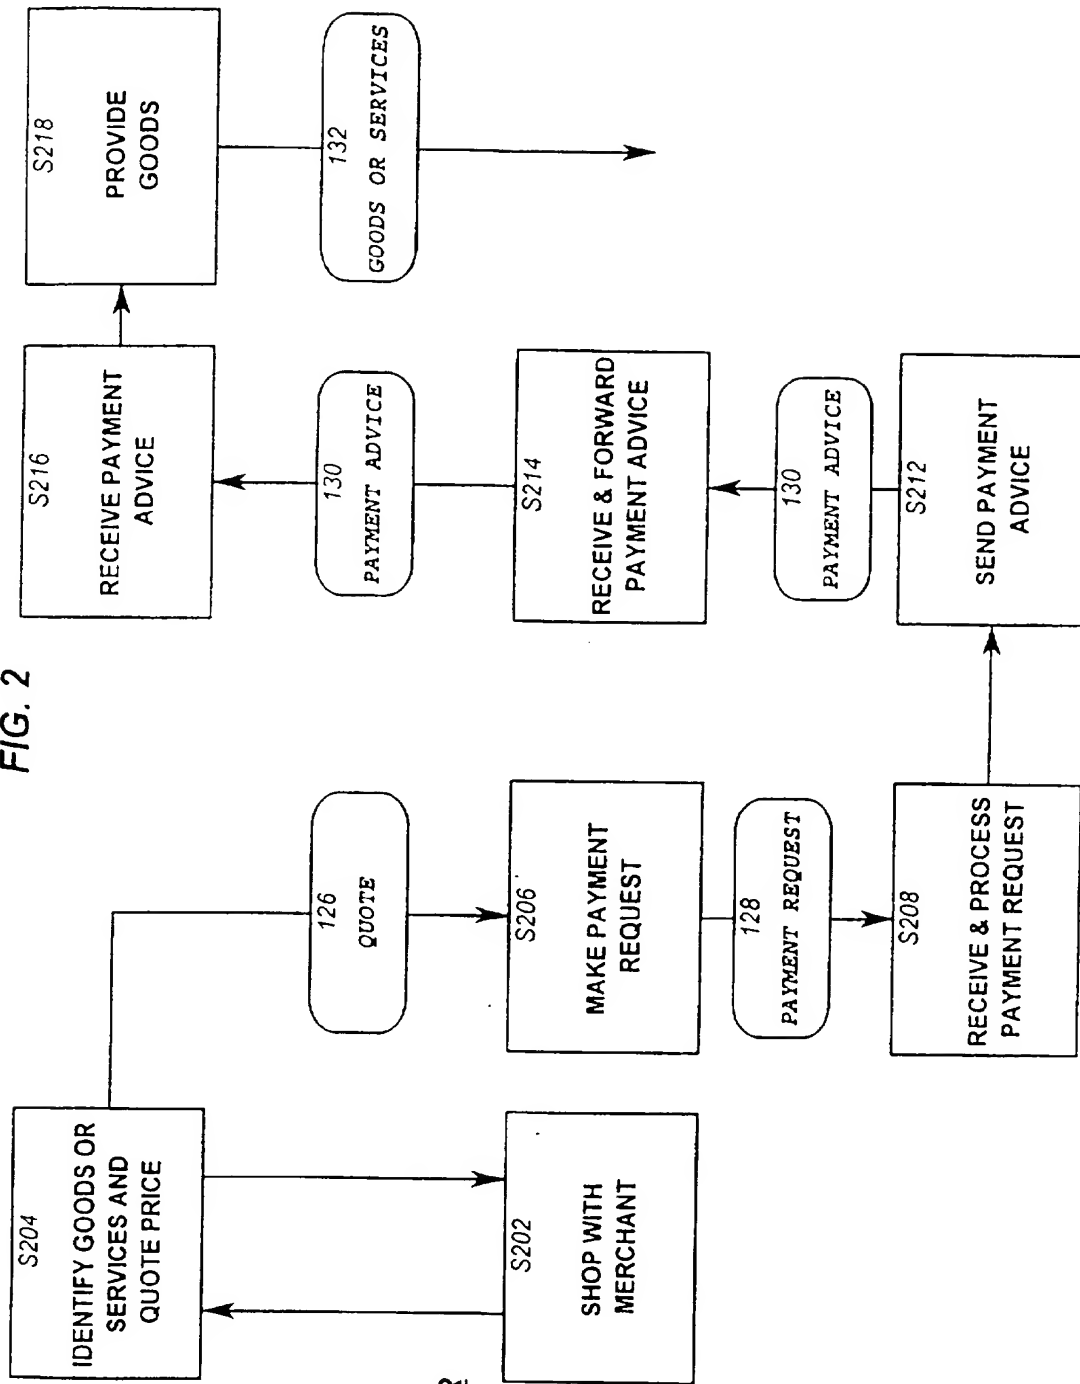 FIG. 2
S204
IDENTIFY GOODS OR
SERVICES AND
QUOTE PRICE
S202
SHOP WITH
MERCHANT
126
QUOTE
S206
MAKE PAYMENT
REQUEST
128
PAYMENT REQUEST
S208
RECEIVE & PROCESS
PAYMENT REQUEST
S212
SEND PAYMENT
ADVICE
130
PAYMENT ADVICE
S214
RECEIVE & FORWARD
PAYMENT ADVICE
130
PAYMENT ADVICE
S216
RECEIVE PAYMENT
ADVICE
S218
PROVIDE
GOODS
132
GOODS OR SERVICES